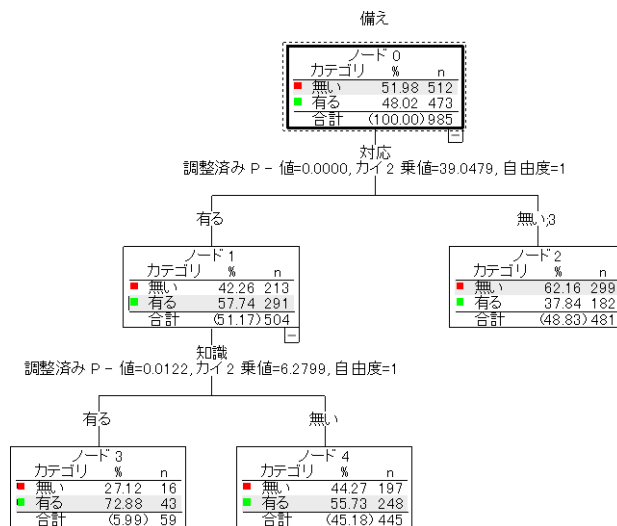 備え
ノード 0
カテゴリ % n
無い 51.98 512
有る 48.02 473
合計 (100.00) 985
対応
調整済み P - 値=0.0000, カイ 2 乗値=39.0479, 自由度=1
有る
無い;3
ノード 1
カテゴリ % n
無い 42.26 213
有る 57.74 291
合計 (51.17) 504
ノード 2
カテゴリ % n
無い 62.16 299
有る 37.84 182
合計 (48.83) 481
知識
調整済み P - 値=0.0122, カイ 2 乗値=6.2799, 自由度=1
有る
無い
ノード 3
カテゴリ % n
無い 27.12 16
有る 72.88 43
合計 (5.99) 59
ノード 4
カテゴリ % n
無い 44.27 197
有る 55.73 248
合計 (45.18) 445